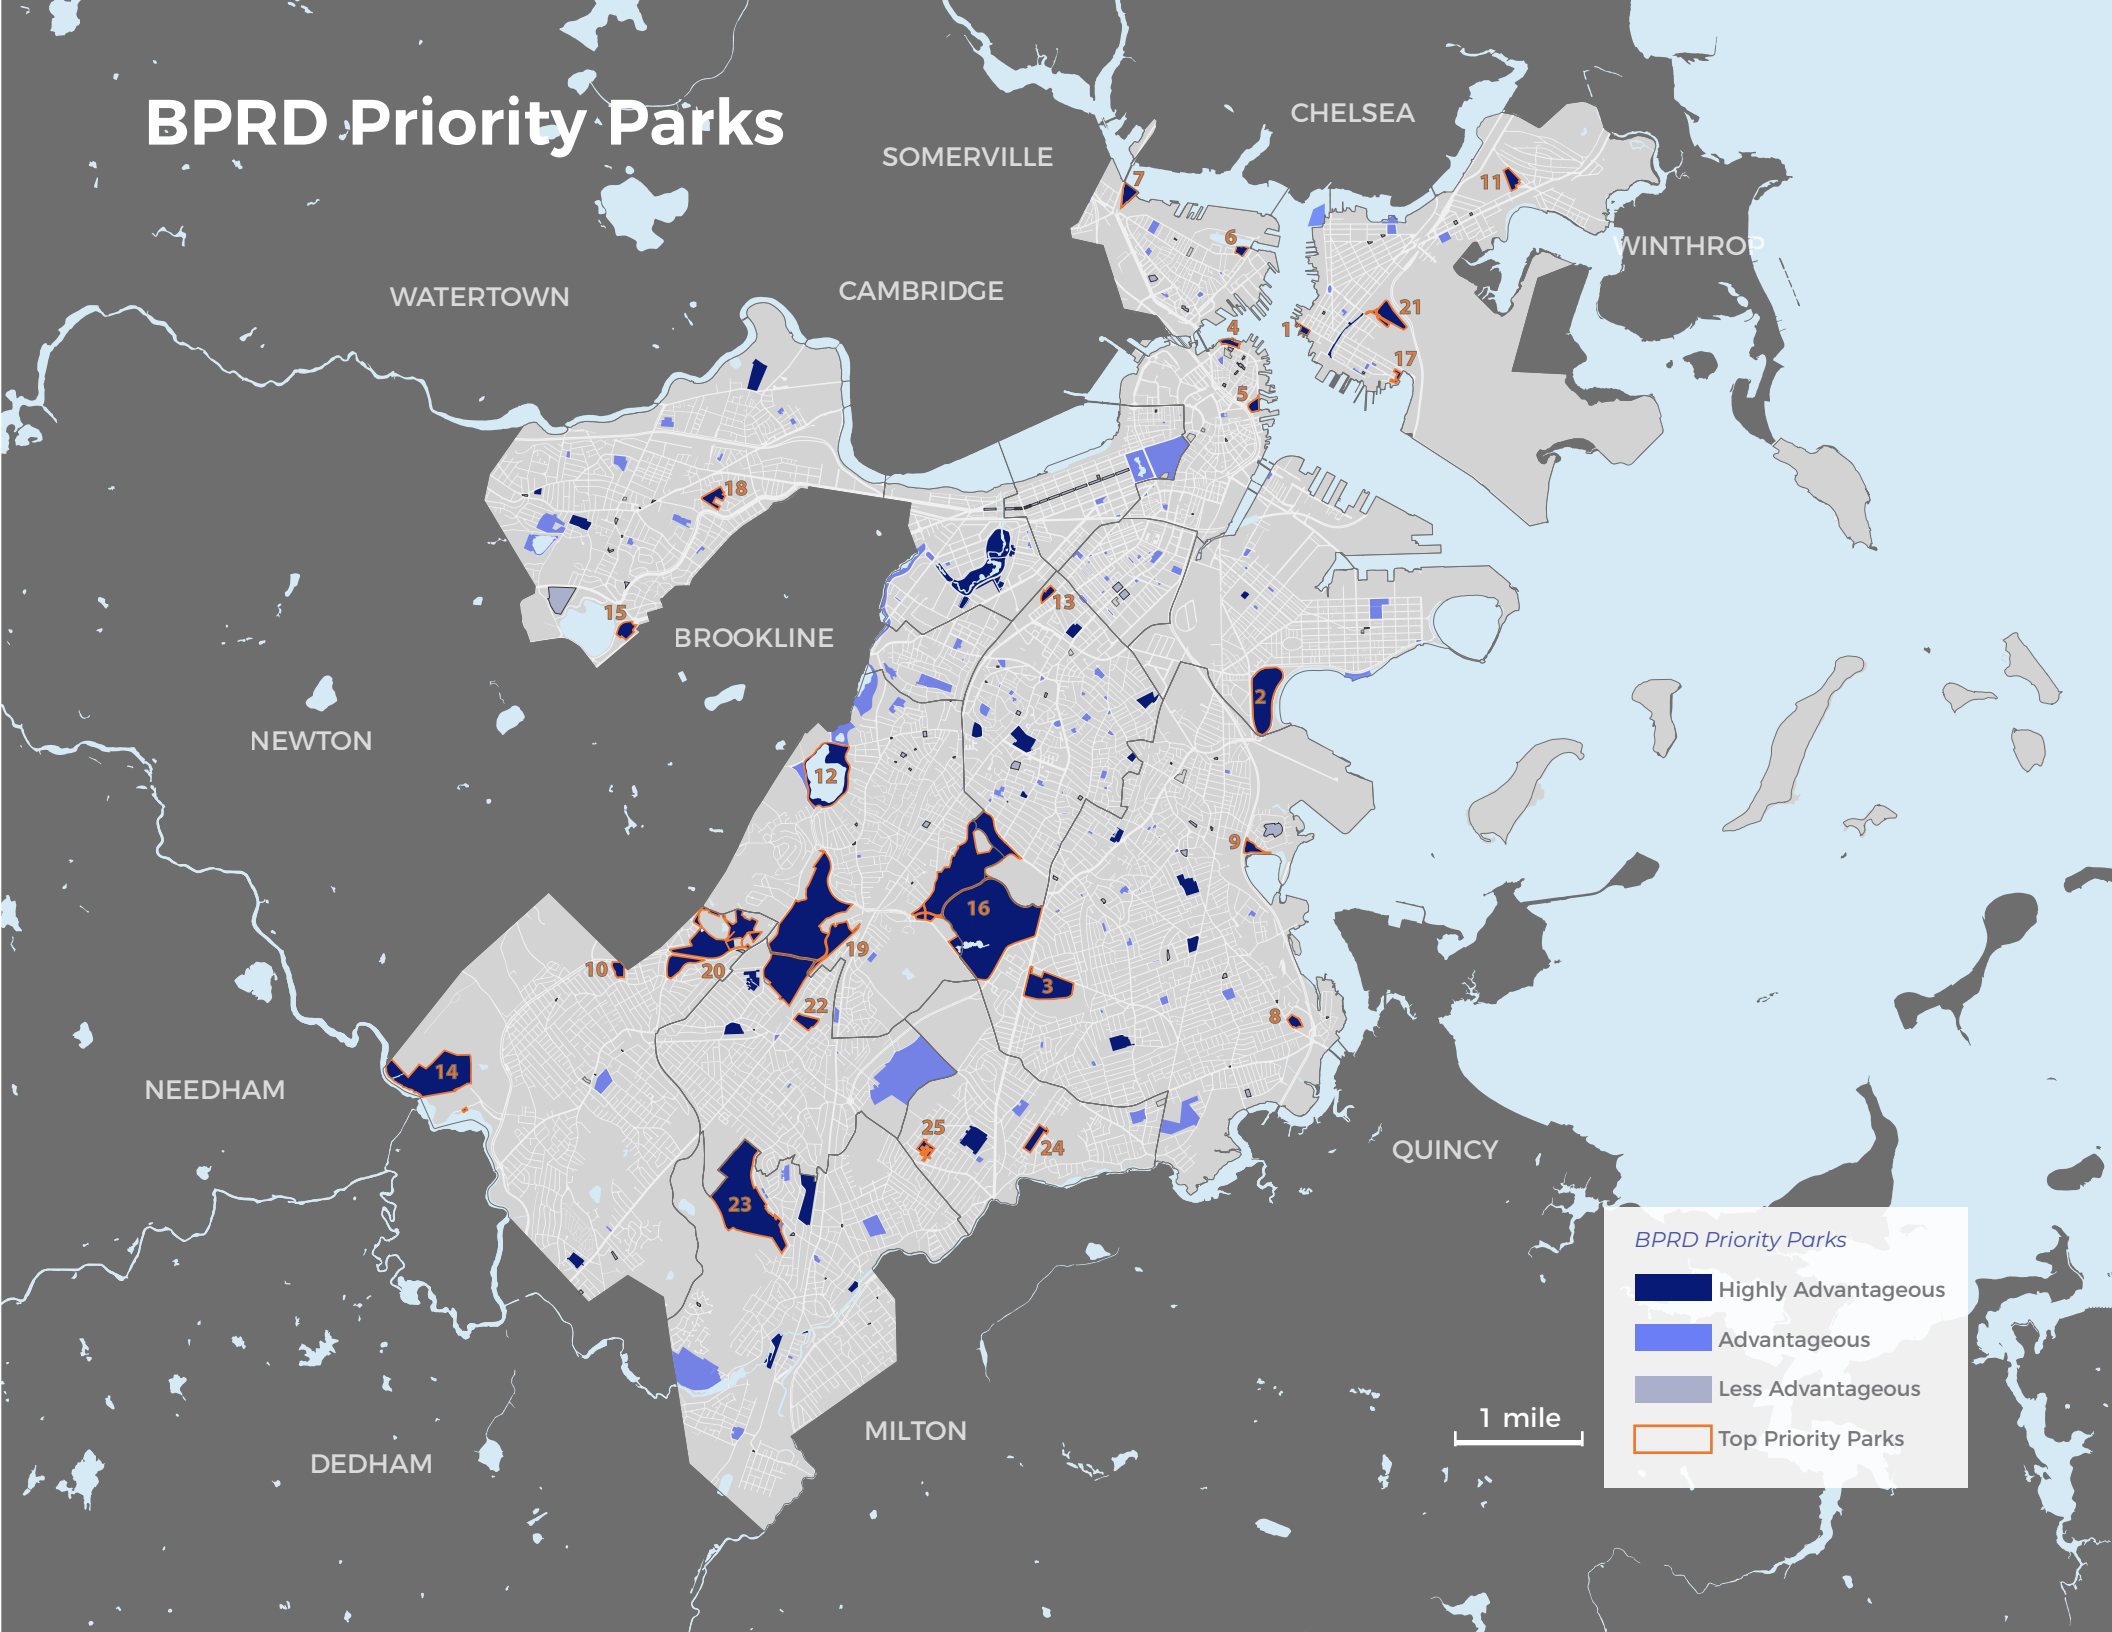 BPRD Priority Parks
CHELSEA
SOMERVILLE
7
11
6
WINTHROP
CAMBRIDGE
WATERTOWN
21
4
17
5
18
13
15
BROOKLINE
2
NEWTON
12
9
16
19
10
20
3
22
8
14
NEEDHAM
25
24
QUINCY
23
BPRD Priority Parks
Highly Advantageous
Advantageous
Less Advantageous
Top Priority Parks
1 mile
MILTON
DEDHAM